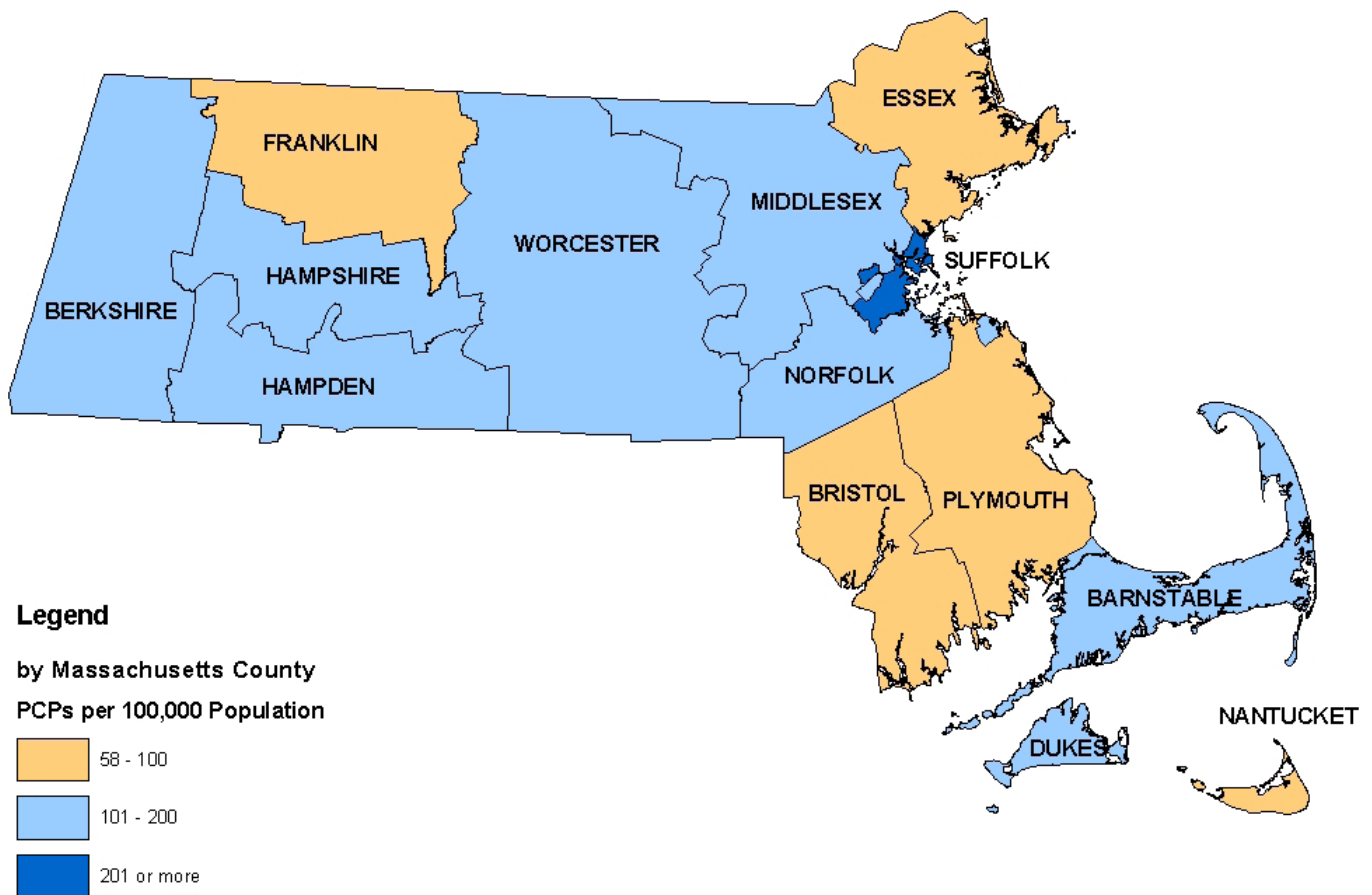 ESSEX
FRANKLIN
MIDDLESEX
WORCESTER
SUFFOLK
HAMPSHIRE
BERKSHIRE
NORFOLK
HAMPDEN
BRISTOL
PLYMOUTH
BARNSTABLE
NANTUCKET
DUKES
Legend
by Massachusetts County
PCPs per 100,000 Population
58 - 100
101 - 200
201 or more